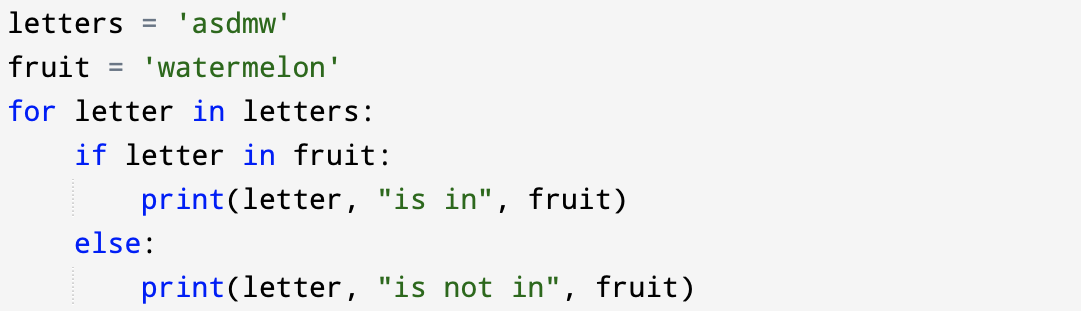 letters = 'asdmw'
fruit = 'watermelon'
for letter in letters:
    if letter in fruit:
        print(letter, "is in", fruit)
    else:
        print(letter, "is not in", fruit)